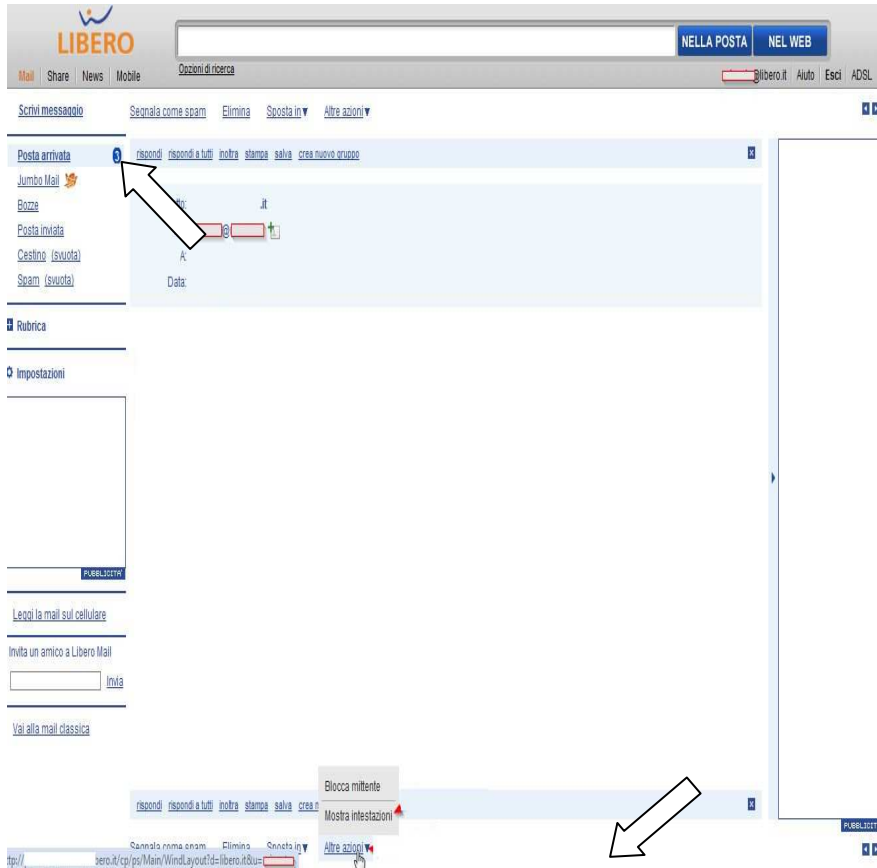 LIBERO
NELLA POSTA NEL WEB
Mail Share News Mobile Opzioni di ricerca @libero.it Aiuto Esci ADSL
Scrivi messaggio Segnala come spam Elimina Sposta in Altre azioni
Posta arrivata 3 rispondi rispondi a tutti inoltra stampa salva crea nuovo gruppo
Jumbo Mail
Bozze .it
Posta inviata @
Cestino (svuota) A:
Spam (svuota) Data:
Rubrica
Impostazioni
PUBBLICITA'
Leggi la mail sul cellulare
Invita un amico a Libero Mail
Invia
Vai alla mail classica
Blocca mittente
rispondi rispondi a tutti inoltra stampa salva
Mostra intestazioni
Segnala come spam Elimina Sposta in Altre azioni
bero.it/cp/ps/Main/WindLayout?d=libero.it&u=